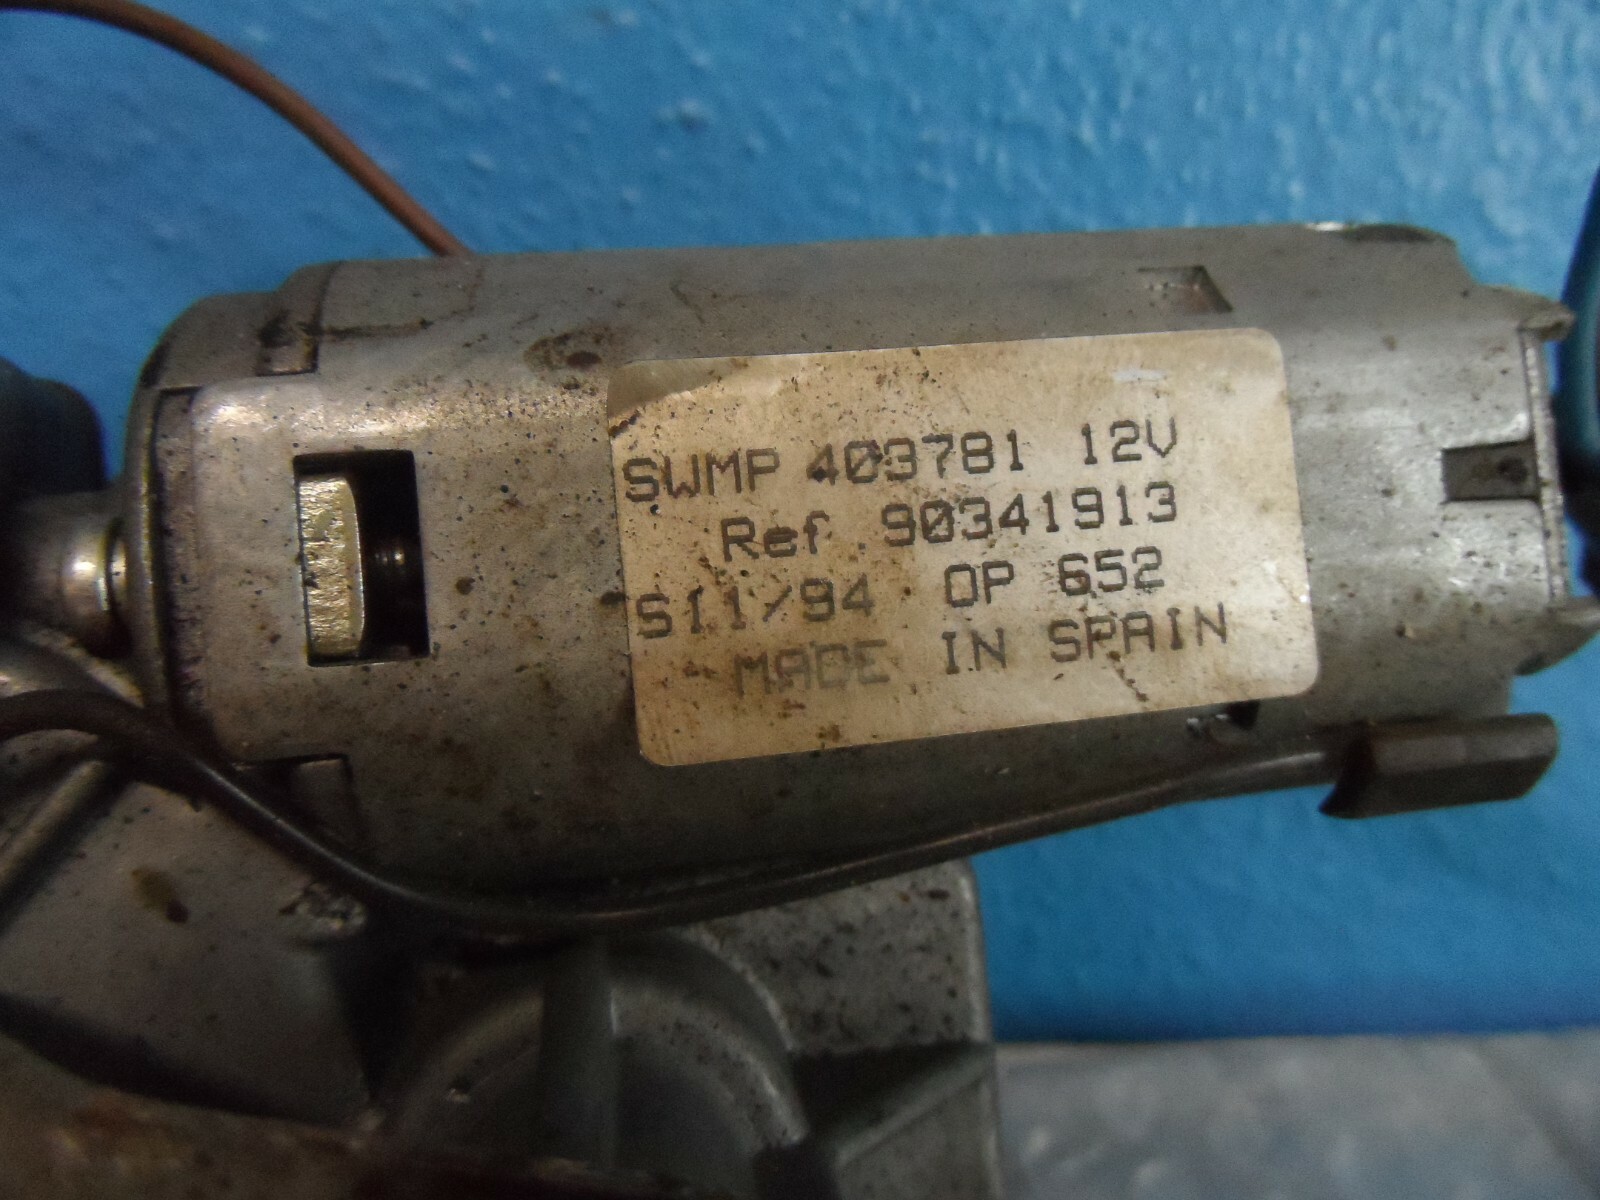 SWMP 403781 12V
Ref. 90341913
S11/94 OP 652
MADE IN SPAIN